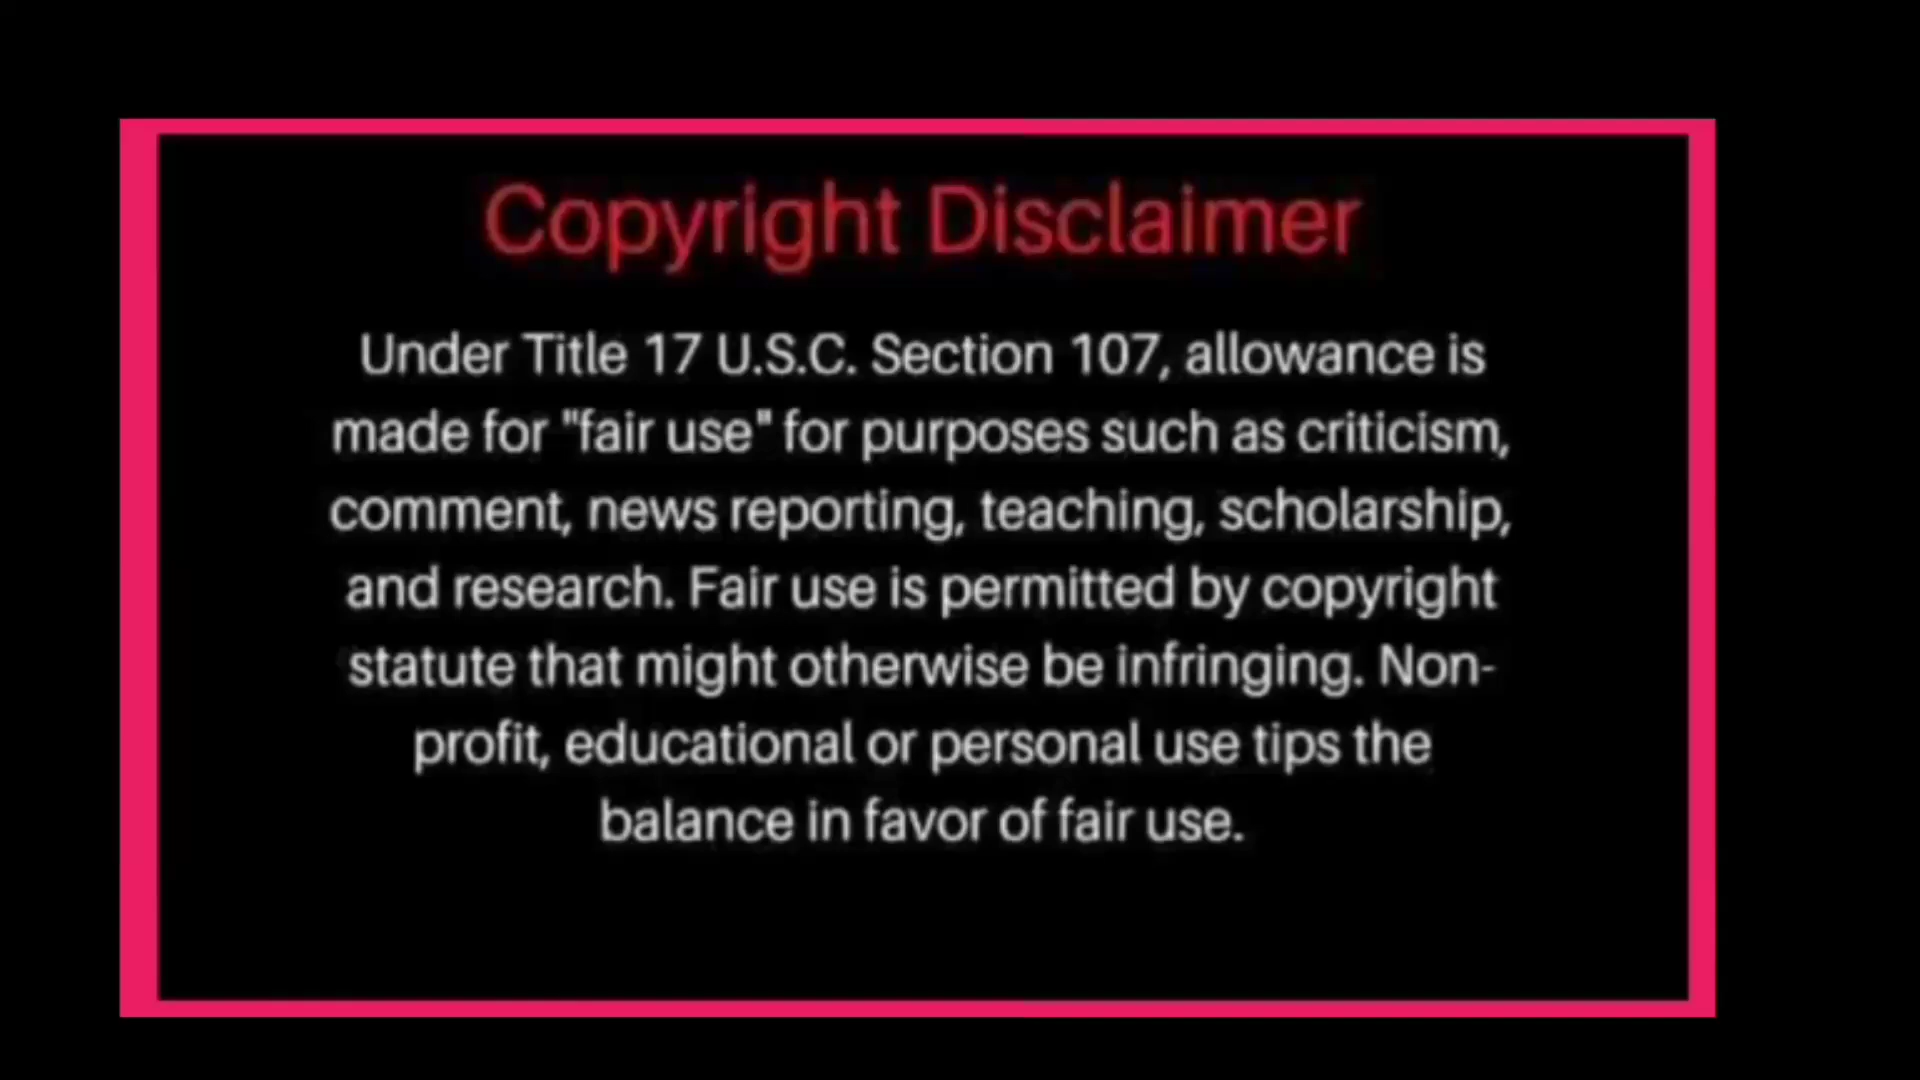 Copyright Disclaimer
Under Title 17 U.S.C. Section 107, allowance is
made for "fair use" for purposes such as criticism,
comment, news reporting, teaching, scholarship,
and research. Fair use is permitted by copyright
statute that might otherwise be infringing. Non-
profit, educational or personal use tips the
balance in favor of fair use.